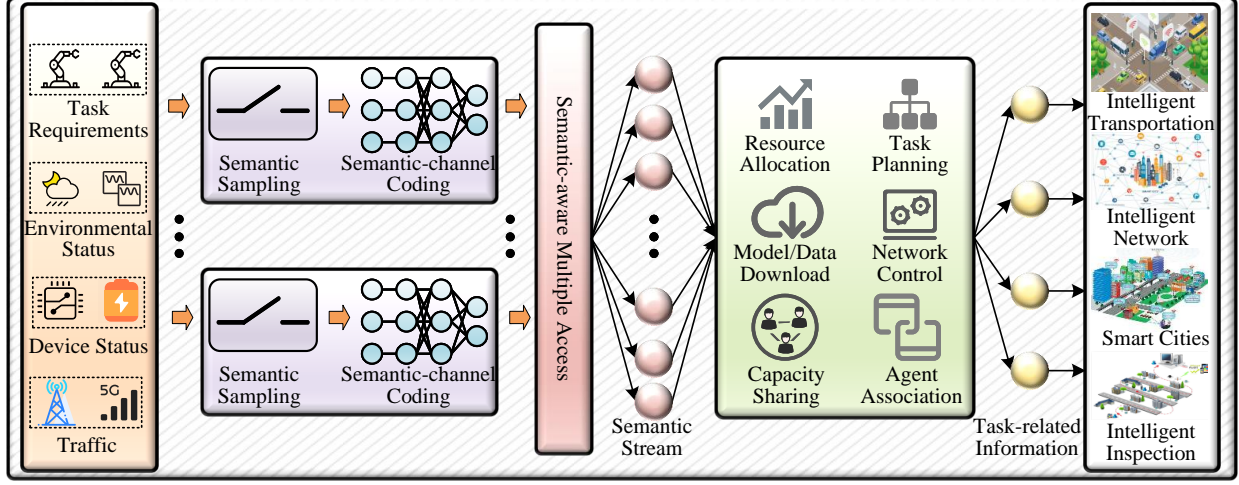 Task
Requirements
Environmental
Status
Device Status
5G
Traffic
Semantic
Sampling
Semantic-channel
Coding
Semantic
Sampling
Semantic-channel
Coding
Semantic-aware Multiple Access
Semantic
Stream
Resource
Allocation
Task
Planning
Model/Data
Download
Network
Control
Capacity
Sharing
Agent
Association
Task-related
Information
Intelligent
Transportation
Intelligent
Network
Smart Cities
Intelligent
Inspection